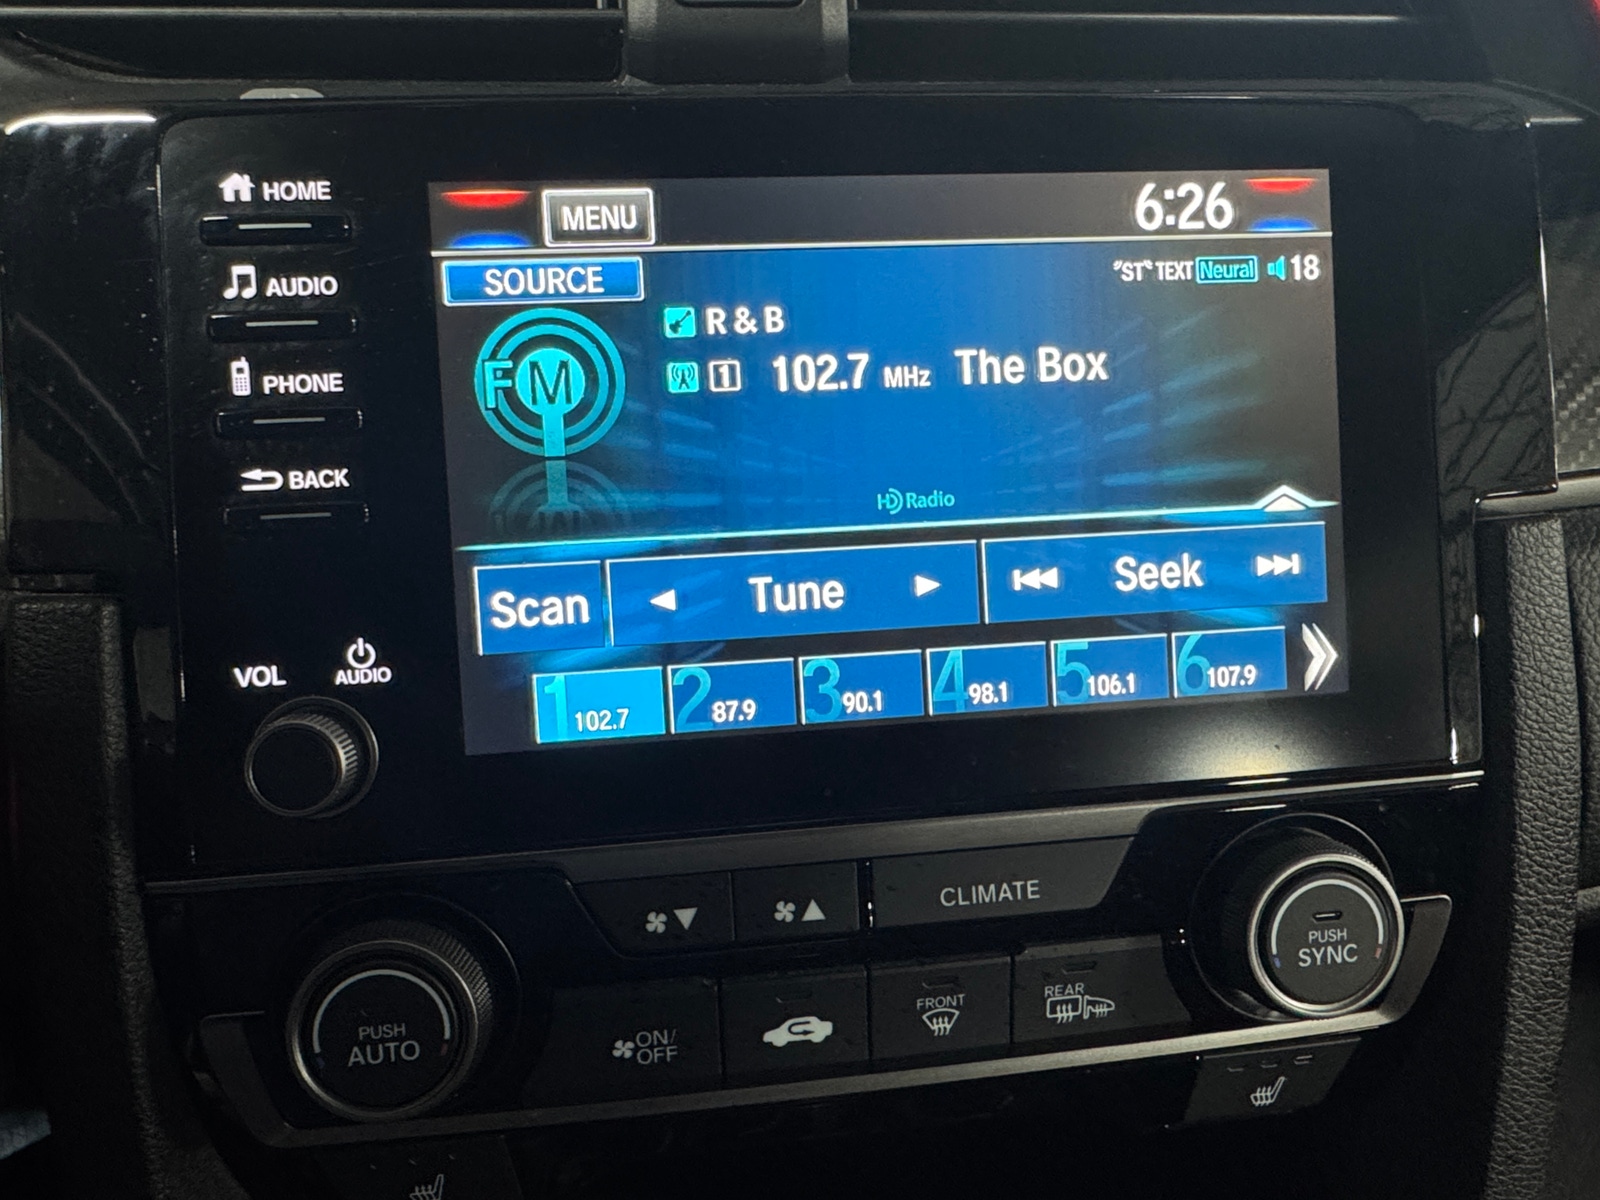 HOME
MENU
6:26
AUDIO
SOURCE
"ST" TEXT Neural 18
R & B
FM
1 102.7 MHz The Box
PHONE
BACK
HD Radio
Scan
Tune
Seek
VOL
AUDIO
1 102.7
2 87.9
3 90.1
4 98.1
5 106.1
6 107.9
CLIMATE
PUSH
SYNC
FRONT
REAR
PUSH
AUTO
ON/
OFF